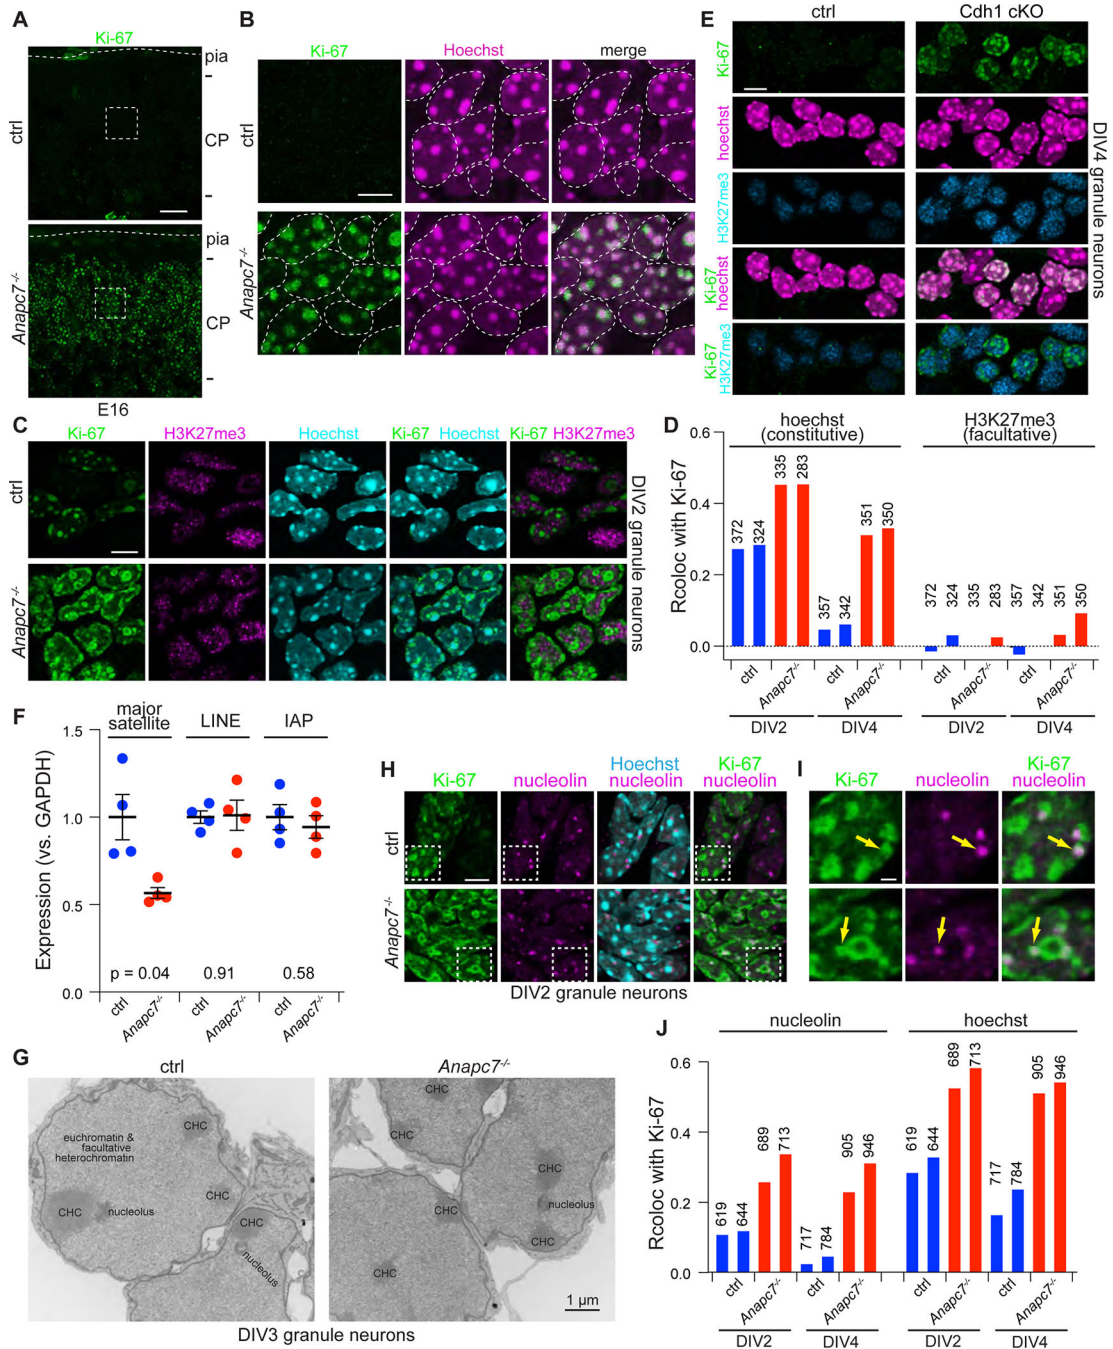 A
Ki-67
pia
ctrl
CP
pia
Anapc7-/-
CP
E16
B
Ki-67
Hoechst
merge
ctrl
Anapc7-/-
E
ctrl
Cdh1 cKO
Ki-67
hoechst
H3K27me3
Ki-67
hoechst
Ki-67
H3K27me3
DIV4 granule neurons
C
Ki-67
H3K27me3
Hoechst
Ki-67 Hoechst
Ki-67 H3K27me3
ctrl
Anapc7-/-
DIV2 granule neurons
D
hoechst
(constitutive)
H3K27me3
(facultative)
Rcoloc with Ki-67
0.6
0.4
0.2
0.0
372
324
335
283
357
342
351
350
372
324
335
283
357
342
351
350
ctrl
Anapc7-/-
ctrl
Anapc7-/-
ctrl
Anapc7-/-
ctrl
Anapc7-/-
DIV2
DIV4
DIV2
DIV4
F
major
satellite
LINE
IAP
Expression (vs. GAPDH)
1.5
1.0
0.5
0.0
p = 0.04
0.91
0.58
ctrl
Anapc7-/-
ctrl
Anapc7-/-
ctrl
Anapc7-/-
H
Ki-67
nucleolin
Hoechst
nucleolin
Ki-67
nucleolin
ctrl
Anapc7-/-
DIV2 granule neurons
I
Ki-67
nucleolin
Ki-67
nucleolin
G
ctrl
Anapc7-/-
CHC
euchromatin &
facultative
heterochromatin
CHC
CHC
nucleolus
CHC
nucleolus
CHC
CHC
CHC
nucleolus
CHC
CHC
CHC
1 µm
DIV3 granule neurons
J
nucleolin
hoechst
Rcoloc with Ki-67
0.6
0.4
0.2
0.0
619
644
689
713
717
784
905
946
619
644
689
713
717
784
905
946
ctrl
Anapc7-/-
ctrl
Anapc7-/-
ctrl
Anapc7-/-
ctrl
Anapc7-/-
DIV2
DIV4
DIV2
DIV4